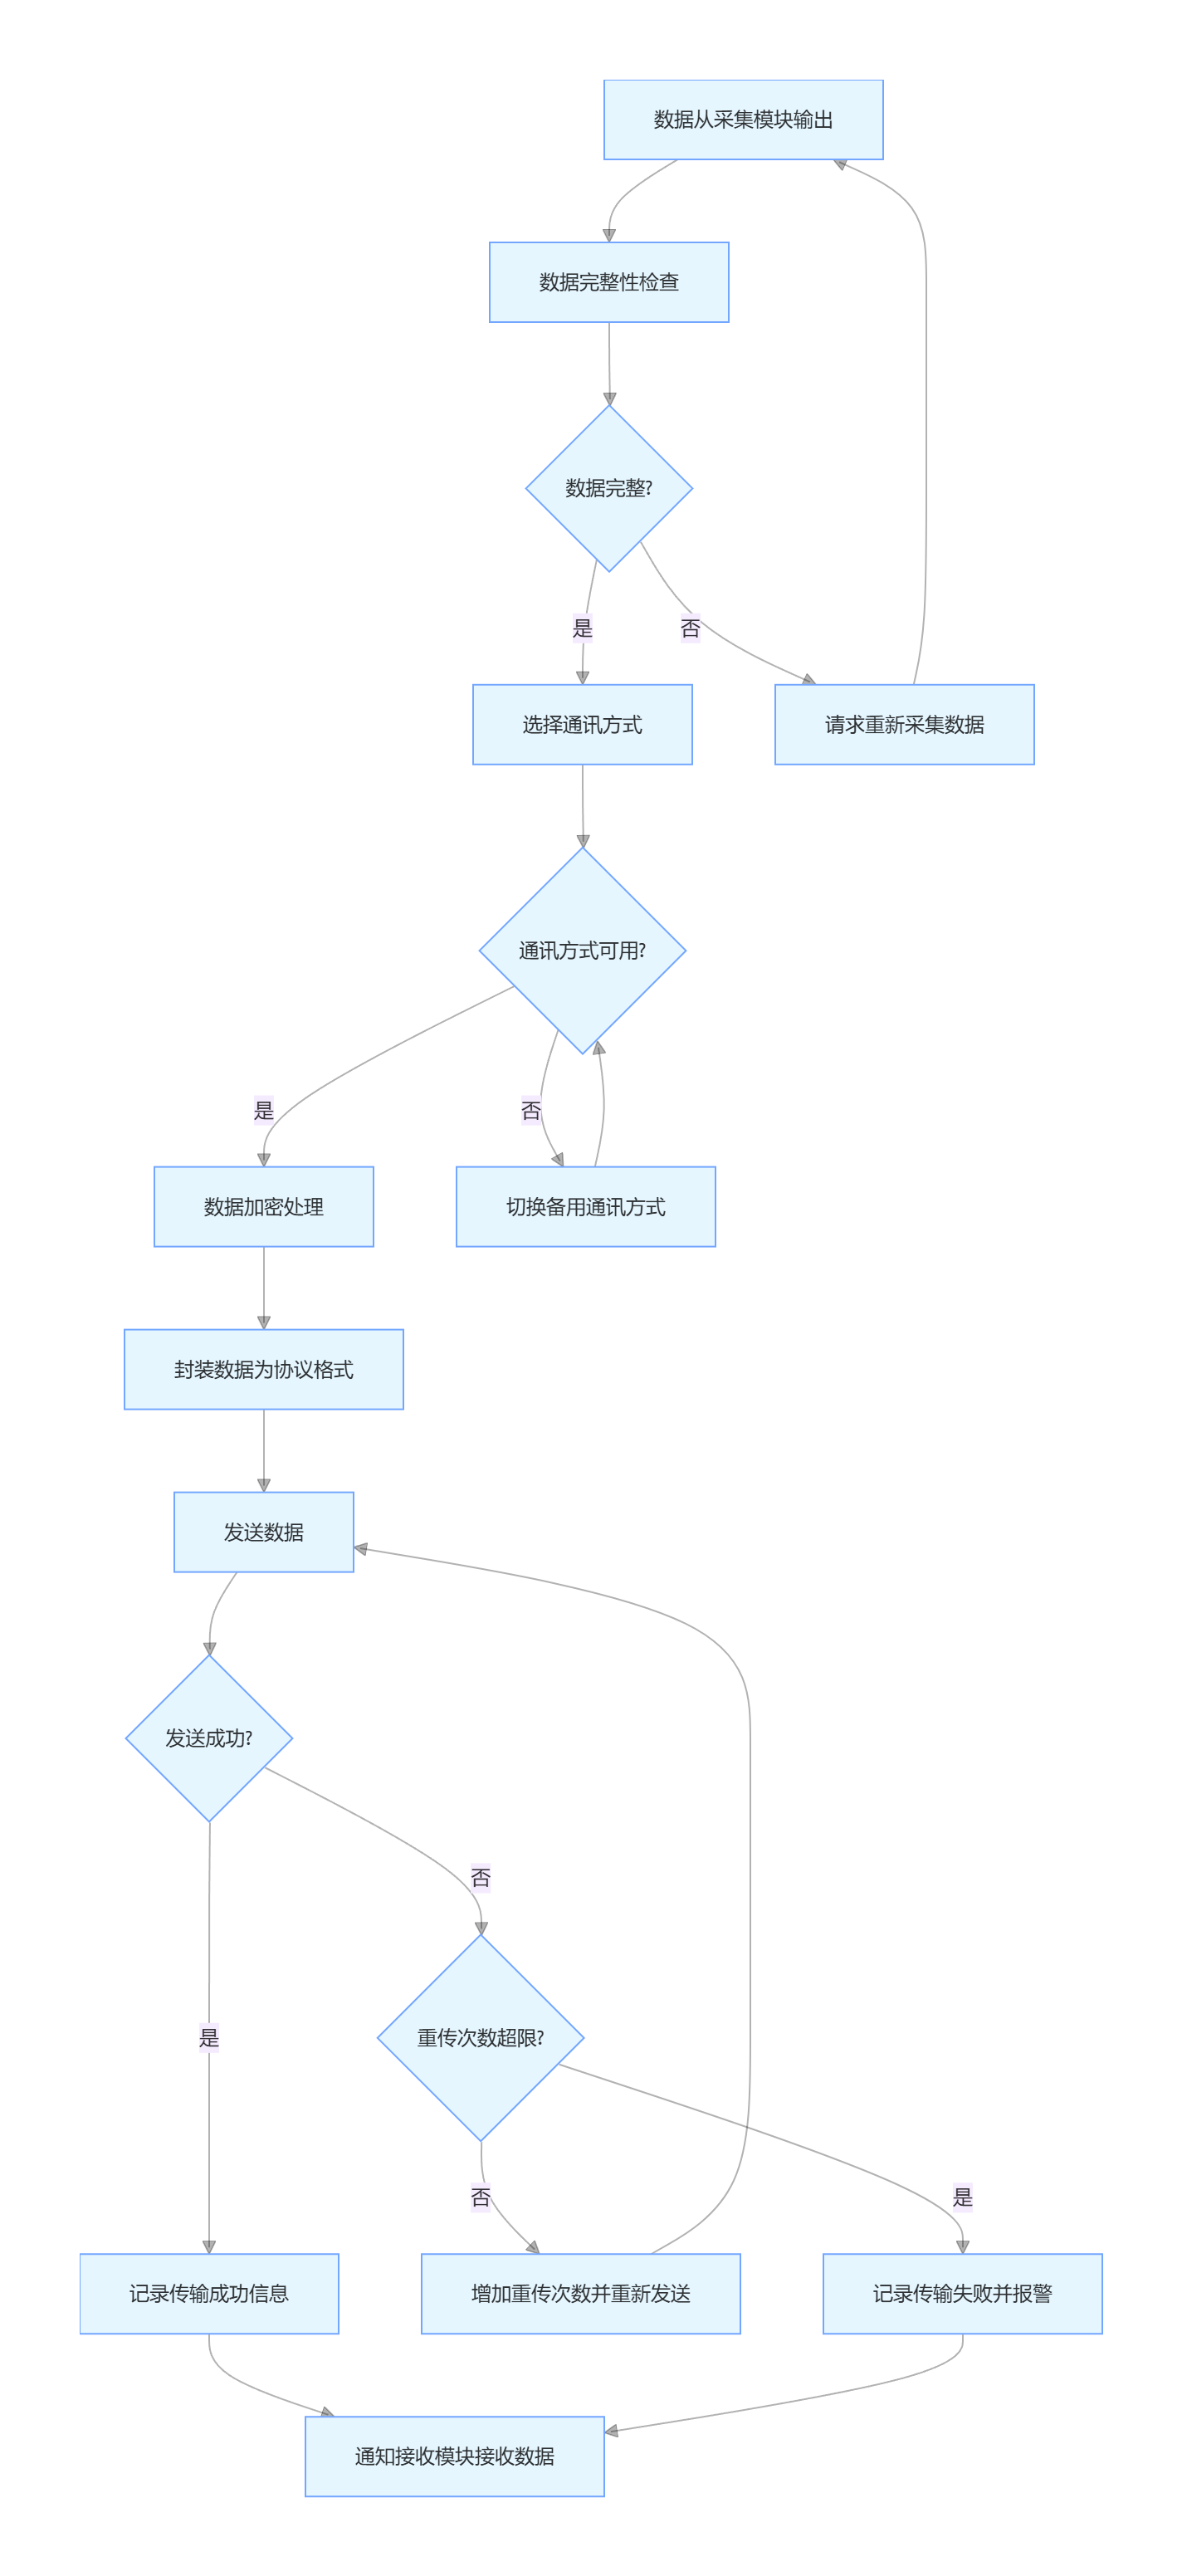 数据从采集模块输出
数据完整性检查
数据完整?
是
否
选择通讯方式
请求重新采集数据
通讯方式可用?
是
否
数据加密处理
切换备用通讯方式
封装数据为协议格式
发送数据
发送成功?
否
是
重传次数超限?
否
是
记录传输成功信息
增加重传次数并重新发送
记录传输失败并报警
通知接收模块接收数据